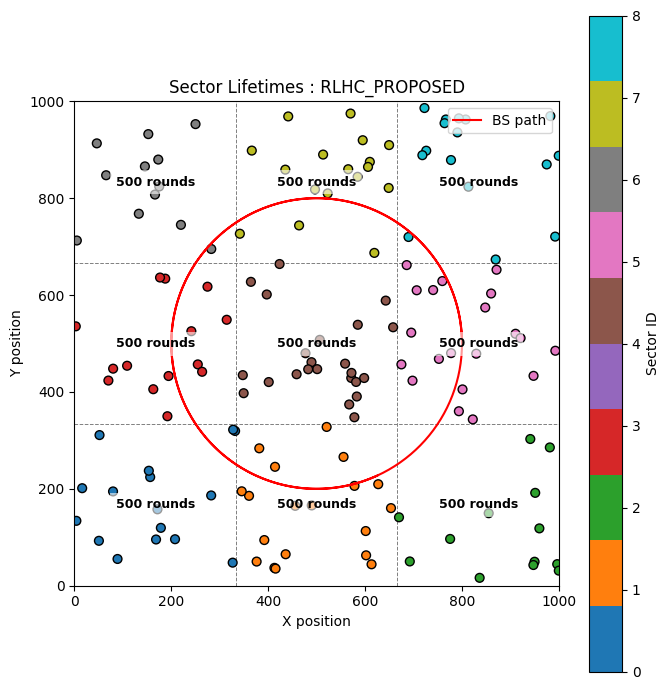 Sector Lifetimes : RLHC_PROPOSED
BS path
1000
800
600
400
200
0
Y position
500 rounds 500 rounds 500 rounds
500 rounds 500 rounds 500 rounds
500 rounds 500 rounds 500 rounds
0 200 400 600 800 1000
X position
8
7
6
5
4
3
2
1
0
Sector ID